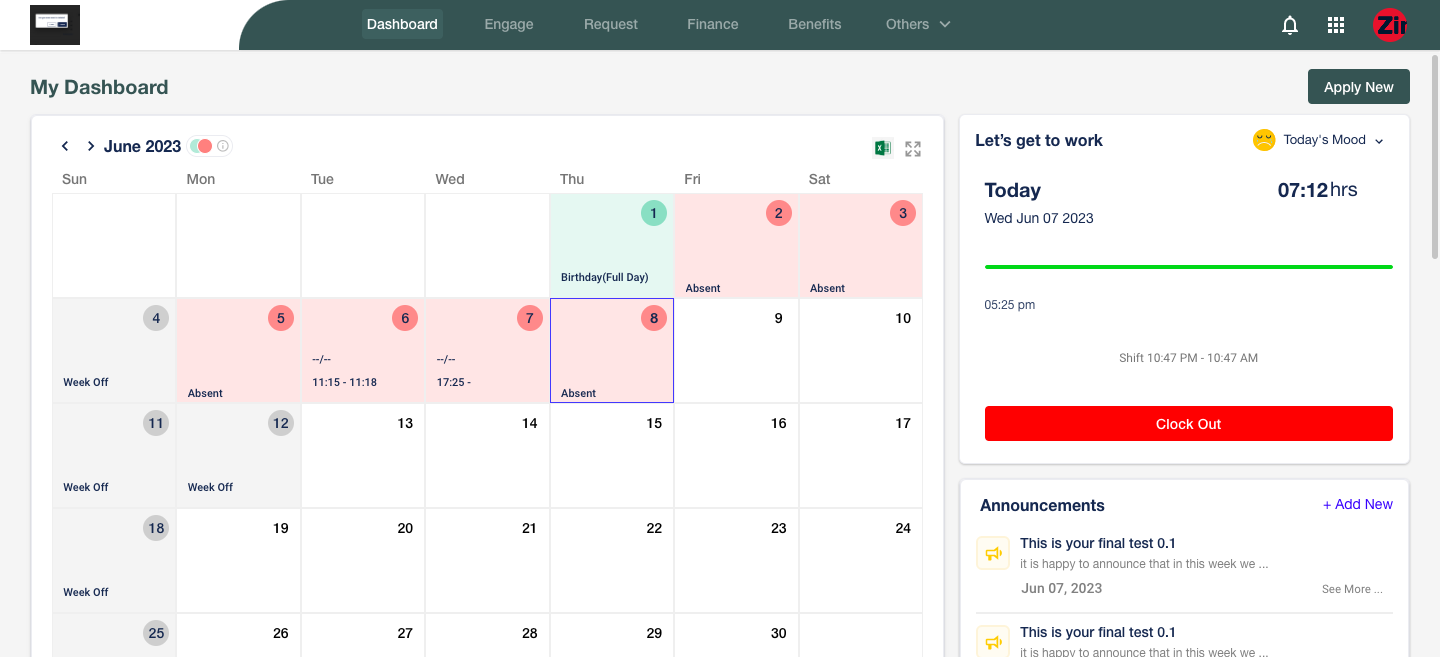 Dashboard Engage Request Finance Benefits Others
Zir
My Dashboard
Apply New
June 2023
Sun Mon Tue Wed Thu Fri Sat
1 2 3
Birthday(Full Day) Absent Absent
4 5 6 7 8 9 10
--/-- --/--
Week Off 11:15 - 11:18 17:25 -
Absent Absent
11 12 13 14 15 16 17
Week Off Week Off
18 19 20 21 22 23 24
Week Off
25 26 27 28 29 30
Let's get to work Today's Mood
Today 07:12 hrs
Wed Jun 07 2023
05:25 pm
Shift 10:47 PM - 10:47 AM
Clock Out
Announcements + Add New
This is your final test 0.1
it is happy to announce that in this week we ...
Jun 07, 2023 See More ...
This is your final test 0.1
it is happy to announce that in this week we ...